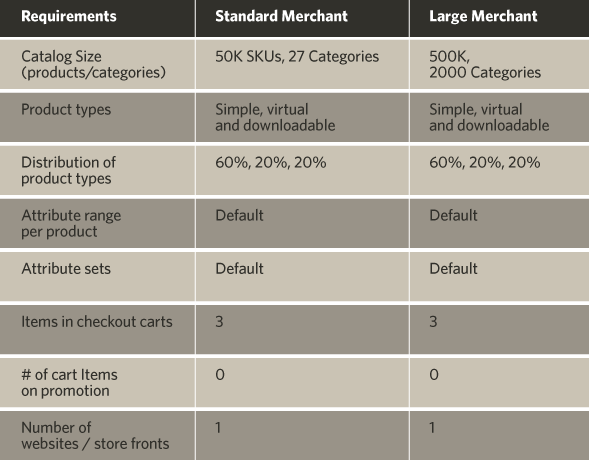 Requirements Standard Merchant Large Merchant
Catalog Size 50K SKUs, 27 Categories 500K,
(products/categories) 2000 Categories
Product types Simple, virtual Simple, virtual
and downloadable and downloadable
Distribution of 60%, 20%, 20% 60%, 20%, 20%
product types
Attribute range Default Default
per product
Attribute sets Default Default
Items in checkout carts 3 3
# of cart Items 0 0
on promotion
Number of 1 1
websites / store fronts